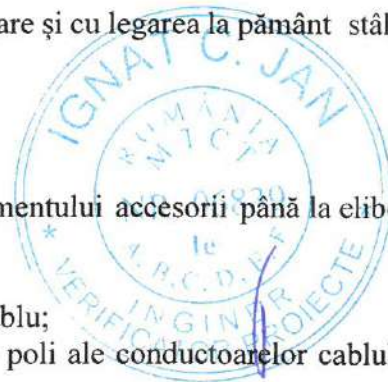 are și cu legarea la pământ stâl
IGNAT C. JAN
ROMÂNIA
M I C T
le
A, B, C, D, E, F
INGINER
VERIFICATOR PROIECTE
mentului accesorii până la elib
blu;
poli ale conductoarelor cablu